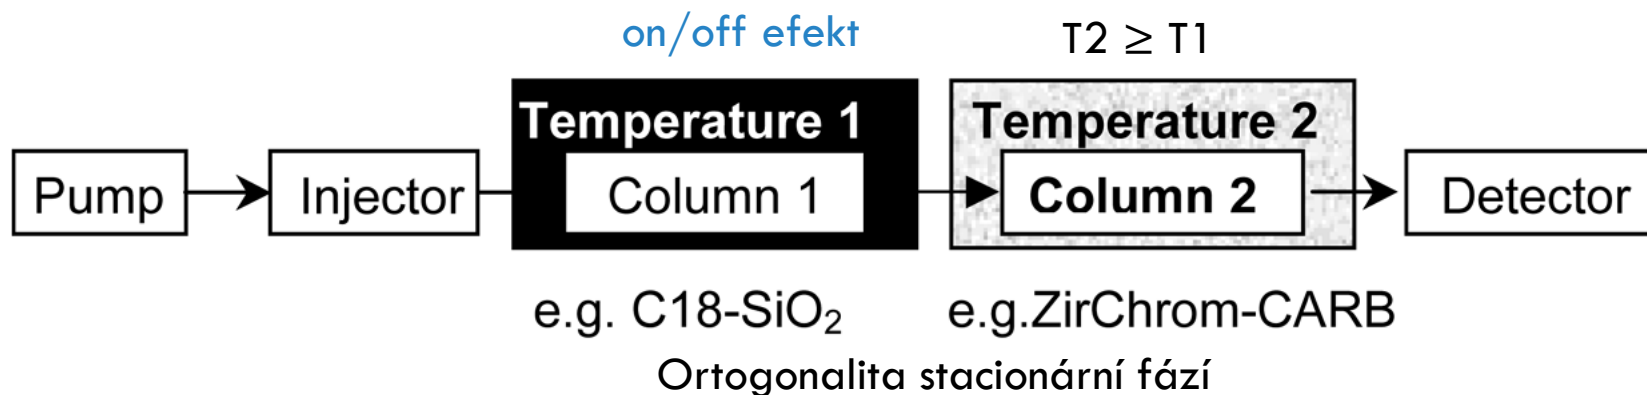 on/off efekt
T2 ≥ T1
Temperature 1
Temperature 2
Pump
Injector
Column 1
Column 2
Detector
e.g. C18-SiO₂
e.g.ZirChrom-CARB
Ortogonalita stacionární fází